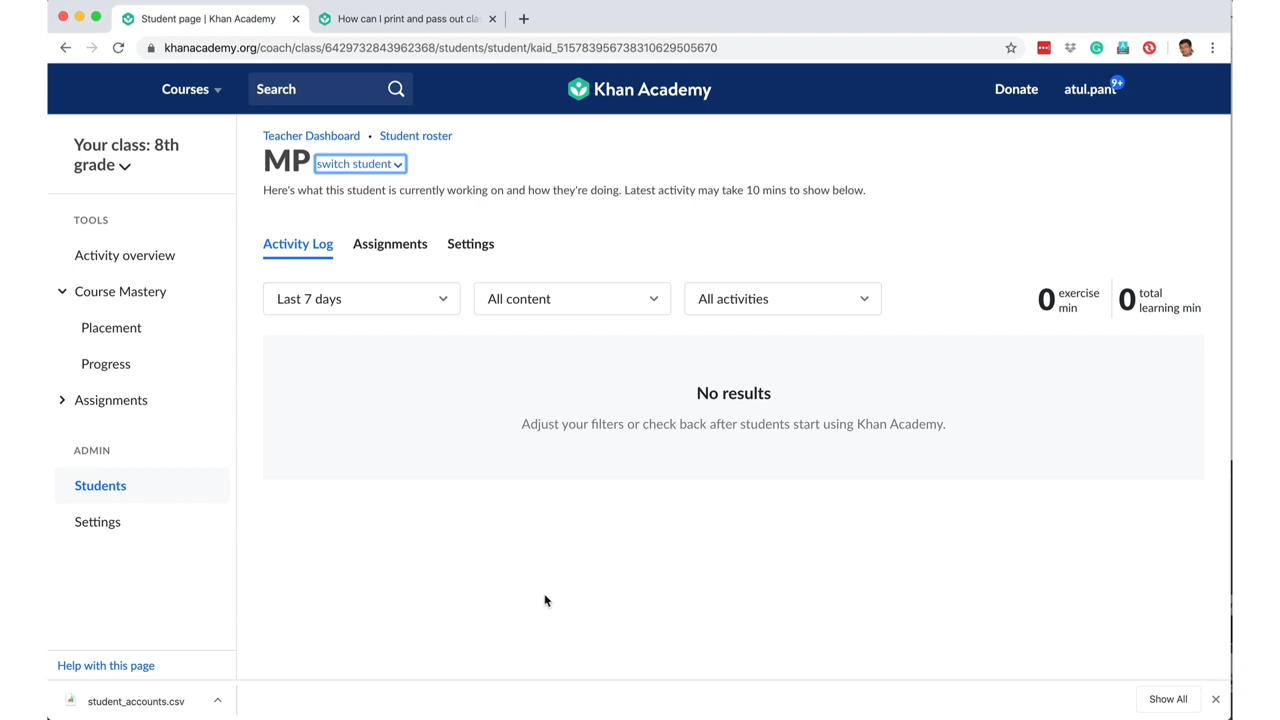 Student page | Khan Academy
How can I print and pass out cla
khanacademy.org/coach/class/6429732843962368/students/student/kaid_515783956738310629505670
Courses
Search
Khan Academy
Donate
atul.pant
9+
Your class: 8th
grade
TOOLS
Activity overview
Course Mastery
Placement
Progress
Assignments
ADMIN
Students
Settings
Help with this page
Teacher Dashboard • Student roster
MP switch student
Here's what this student is currently working on and how they're doing. Latest activity may take 10 mins to show below.
Activity Log Assignments Settings
Last 7 days
All content
All activities
0 exercise min
0 total learning min
No results
Adjust your filters or check back after students start using Khan Academy.
student_accounts.csv
Show All